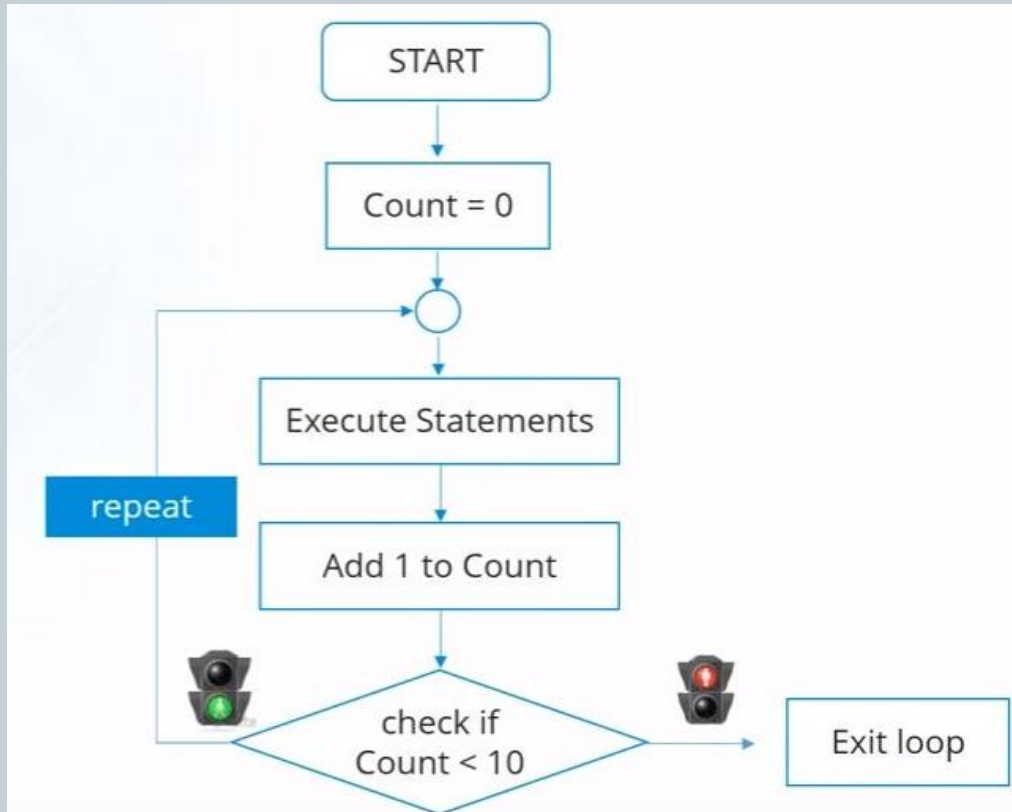 START
Count = 0
Execute Statements
repeat
Add 1 to Count
check if
Count < 10
Exit loop